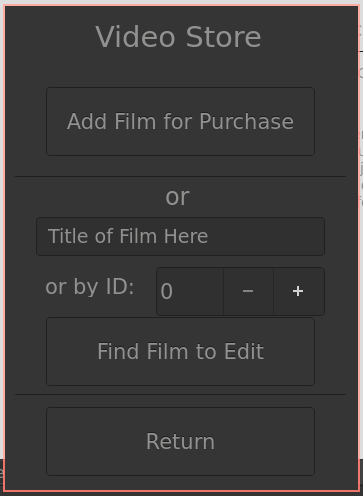 Video Store
Add Film for Purchase
or
Title of Film Here
or by ID: 0 − +
Find Film to Edit
Return